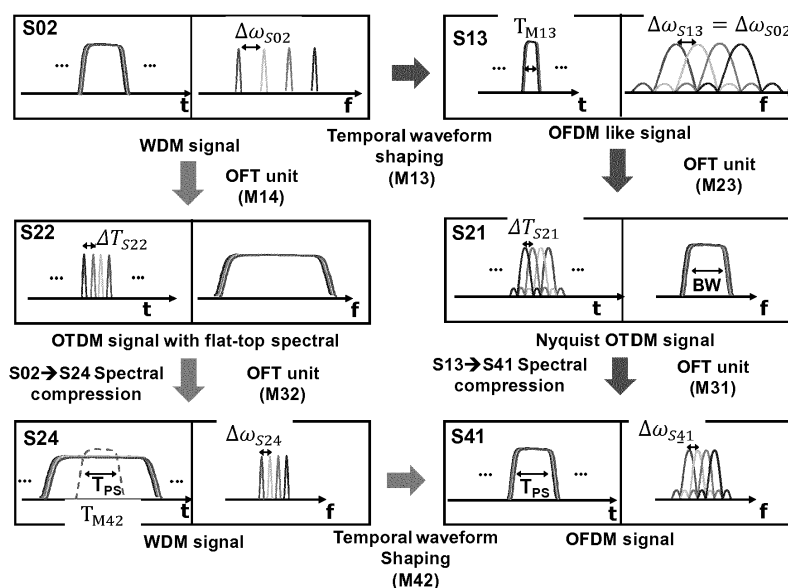 S02
Δω_S02
t
f
WDM signal
Temporal waveform
shaping
(M13)
S13
T_M13
Δω_S13 = Δω_S02
t
f
OFDM like signal
OFT unit
(M14)
OFT unit
(M23)
S22
ΔT_S22
t
f
OTDM signal with flat-top spectral
S21
ΔT_S21
BW
t
f
Nyquist OTDM signal
S02➔S24 Spectral
compression
OFT unit
(M32)
S13➔S41 Spectral
compression
OFT unit
(M31)
S24
T_PS
T_M42
Δω_S24
t
f
WDM signal
Temporal waveform
Shaping
(M42)
S41
T_PS
Δω_S41
t
f
OFDM signal